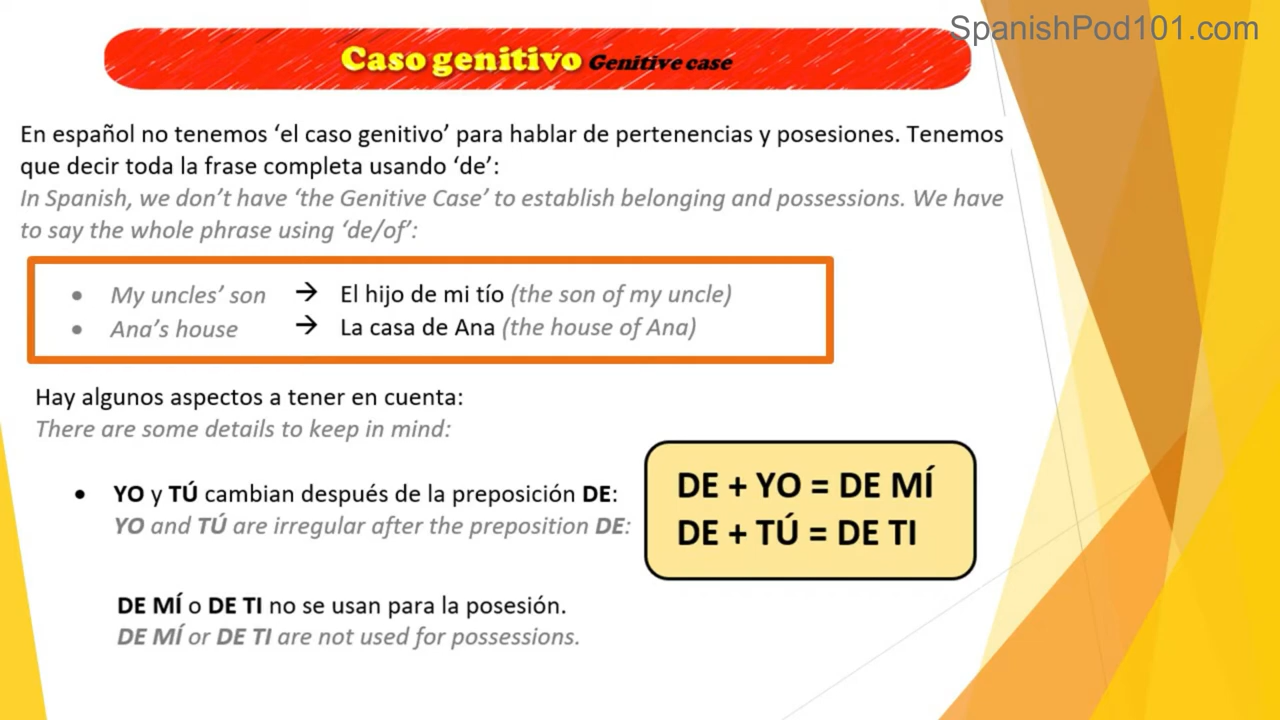 SpanishPod101.com
Caso genitivo Genitive case
En español no tenemos ‘el caso genitivo’ para hablar de pertenencias y posesiones. Tenemos
que decir toda la frase completa usando ‘de’:
In Spanish, we don’t have ‘the Genitive Case’ to establish belonging and possessions. We have
to say the whole phrase using ‘de/of’:
• My uncles’ son → El hijo de mi tío (the son of my uncle)
• Ana’s house → La casa de Ana (the house of Ana)
Hay algunos aspectos a tener en cuenta:
There are some details to keep in mind:
• YO y TÚ cambian después de la preposición DE:
YO and TÚ are irregular after the preposition DE:
DE + YO = DE MÍ
DE + TÚ = DE TI
DE MÍ o DE TI no se usan para la posesión.
DE MÍ or DE TI are not used for possessions.